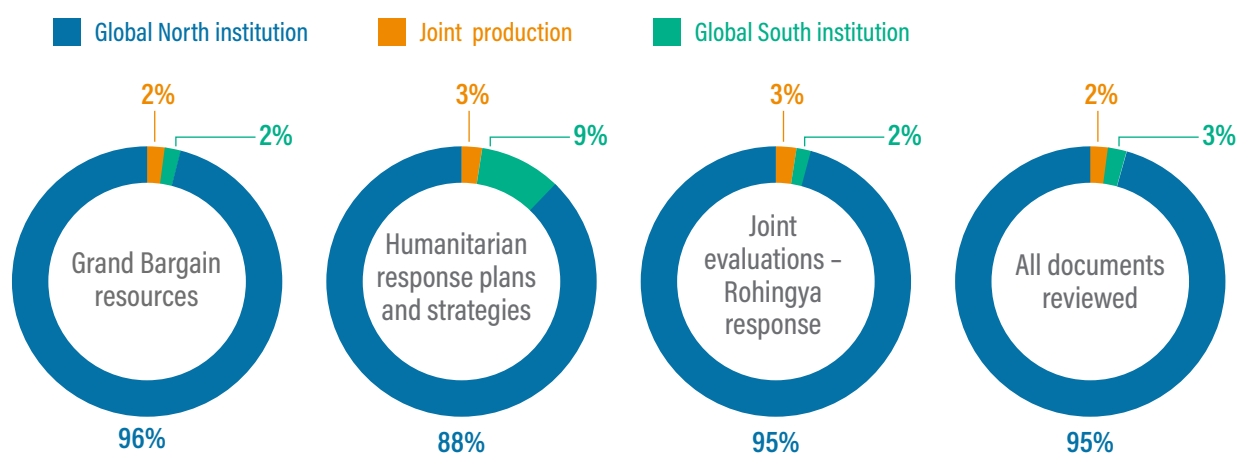 Global North institution
Joint production
Global South institution
2%
2%
Grand Bargain
resources
96%
3%
9%
Humanitarian
response plans
and strategies
88%
3%
2%
Joint
evaluations –
Rohingya
response
95%
2%
3%
All documents
reviewed
95%